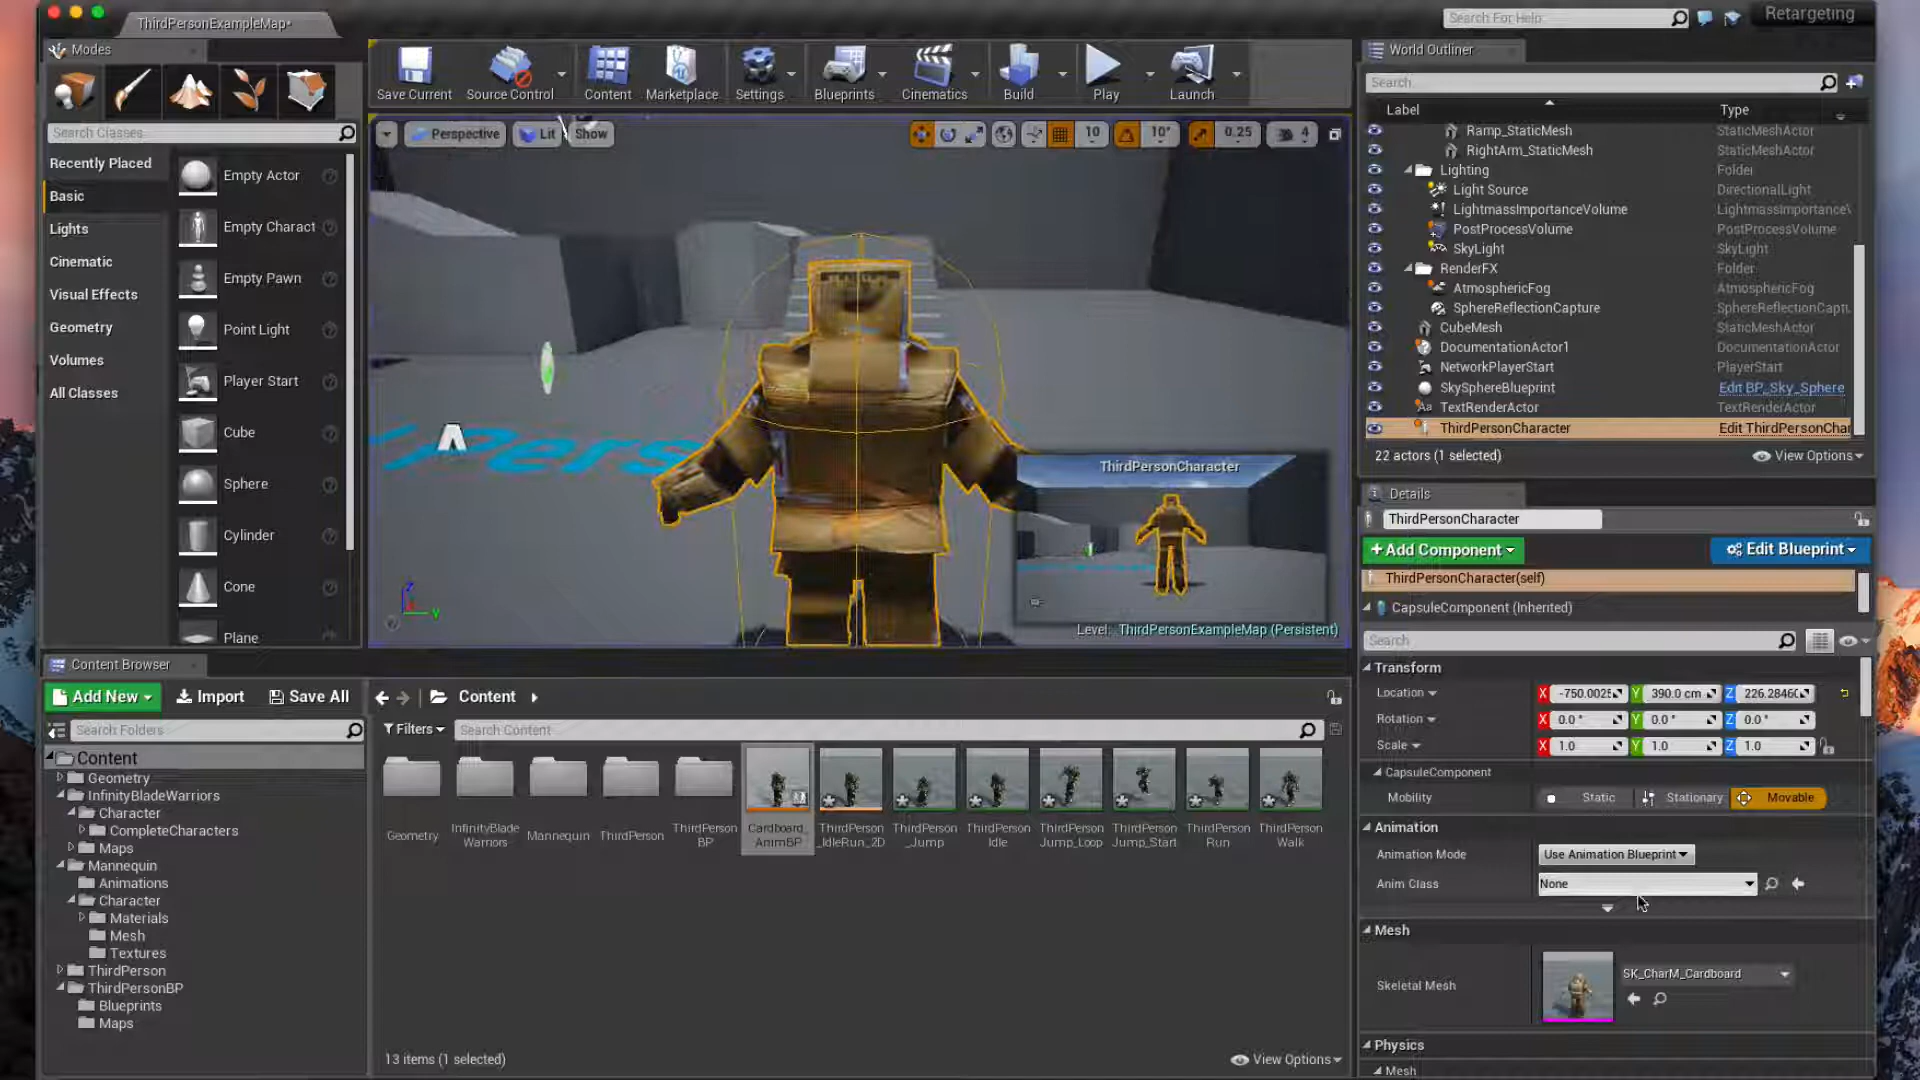 ThirdPersonExampleMap*
Search For Help
Retargeting
Modes
Search Classes
Recently Placed
Basic
Lights
Cinematic
Visual Effects
Geometry
Volumes
All Classes
Empty Actor
Empty Charact
Empty Pawn
Point Light
Player Start
Cube
Sphere
Cylinder
Cone
Plane
Save Current
Source Control
Content
Marketplace
Settings
Blueprints
Cinematics
Build
Play
Launch
Perspective
Lit
Show
10
10°
0.25
4
Pers
ThirdPersonCharacter
Level: ThirdPersonExampleMap (Persistent)
Z
Y
World Outliner
Search
Label
Type
Ramp_StaticMesh
StaticMeshActor
RightArm_StaticMesh
StaticMeshActor
Lighting
Folder
Light Source
DirectionalLight
LightmassImportanceVolume
LightmassImportanceV
PostProcessVolume
PostProcessVolume
SkyLight
SkyLight
RenderFX
Folder
AtmosphericFog
AtmosphericFog
SphereReflectionCapture
SphereReflectionCaptu
CubeMesh
StaticMeshActor
DocumentationActor1
DocumentationActor
NetworkPlayerStart
PlayerStart
SkySphereBlueprint
Edit BP_Sky_Sphere
TextRenderActor
TextRenderActor
ThirdPersonCharacter
Edit ThirdPersonChar
22 actors (1 selected)
View Options
Details
ThirdPersonCharacter
+Add Component
Edit Blueprint
ThirdPersonCharacter(self)
CapsuleComponent (Inherited)
Search
Transform
Location
X
-750.0025
Y
390.0 cm
Z
226.2846
Rotation
X
0.0 °
Y
0.0 °
Z
0.0 °
Scale
X
1.0
Y
1.0
Z
1.0
CapsuleComponent
Mobility
Static
Stationary
Movable
Animation
Animation Mode
Use Animation Blueprint
Anim Class
None
Mesh
Skeletal Mesh
SK_CharM_Cardboard
Physics
Mesh
Content Browser
Add New
Import
Save All
Search Folders
Content
Geometry
InfinityBladeWarriors
Character
CompleteCharacters
Maps
Mannequin
Animations
Character
Materials
Mesh
Textures
ThirdPerson
ThirdPersonBP
Blueprints
Maps
Content
Filters
Search Content
Geometry
InfinityBlade
Warriors
Mannequin
ThirdPerson
ThirdPerson
BP
Cardboard_
AnimBP
ThirdPerson
_IdleRun_2D
ThirdPerson
_Jump
ThirdPerson
Idle
ThirdPerson
Jump_Loop
ThirdPerson
Jump_Start
ThirdPerson
Run
ThirdPerson
Walk
13 items (1 selected)
View Options